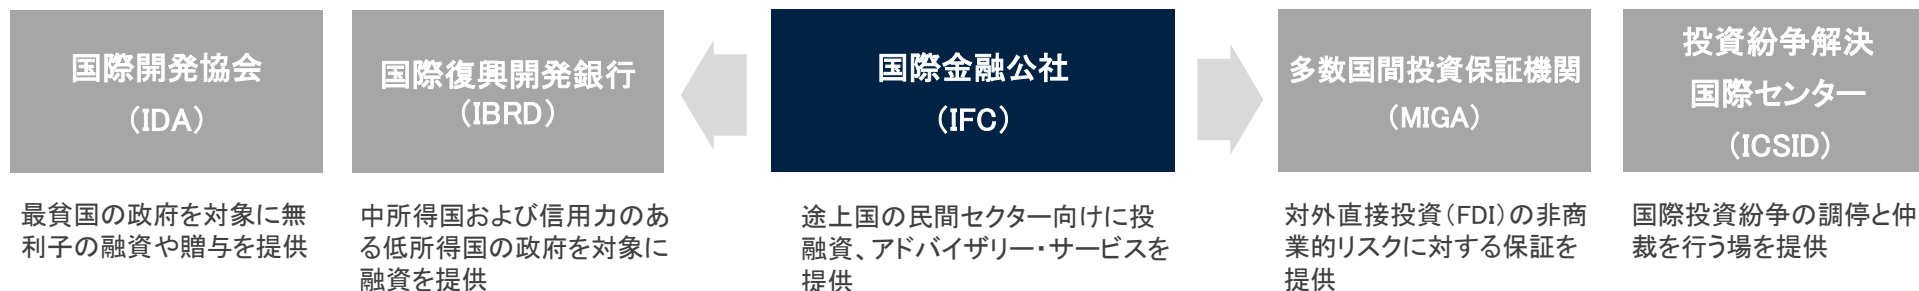 国際開発協会
(IDA)
最貧国の政府を対象に無
利子の融資や贈与を提供
国際復興開発銀行
(IBRD)
中所得国および信用力のあ
る低所得国の政府を対象に
融資を提供
国際金融公社
(IFC)
途上国の民間セクター向けに投
融資、アドバイザリー・サービスを
提供
多数国間投資保証機関
(MIGA)
対外直接投資(FDI)の非商
業的リスクに対する保証を
提供
投資紛争解決
国際センター
(ICSID)
国際投資紛争の調停と仲
裁を行う場を提供